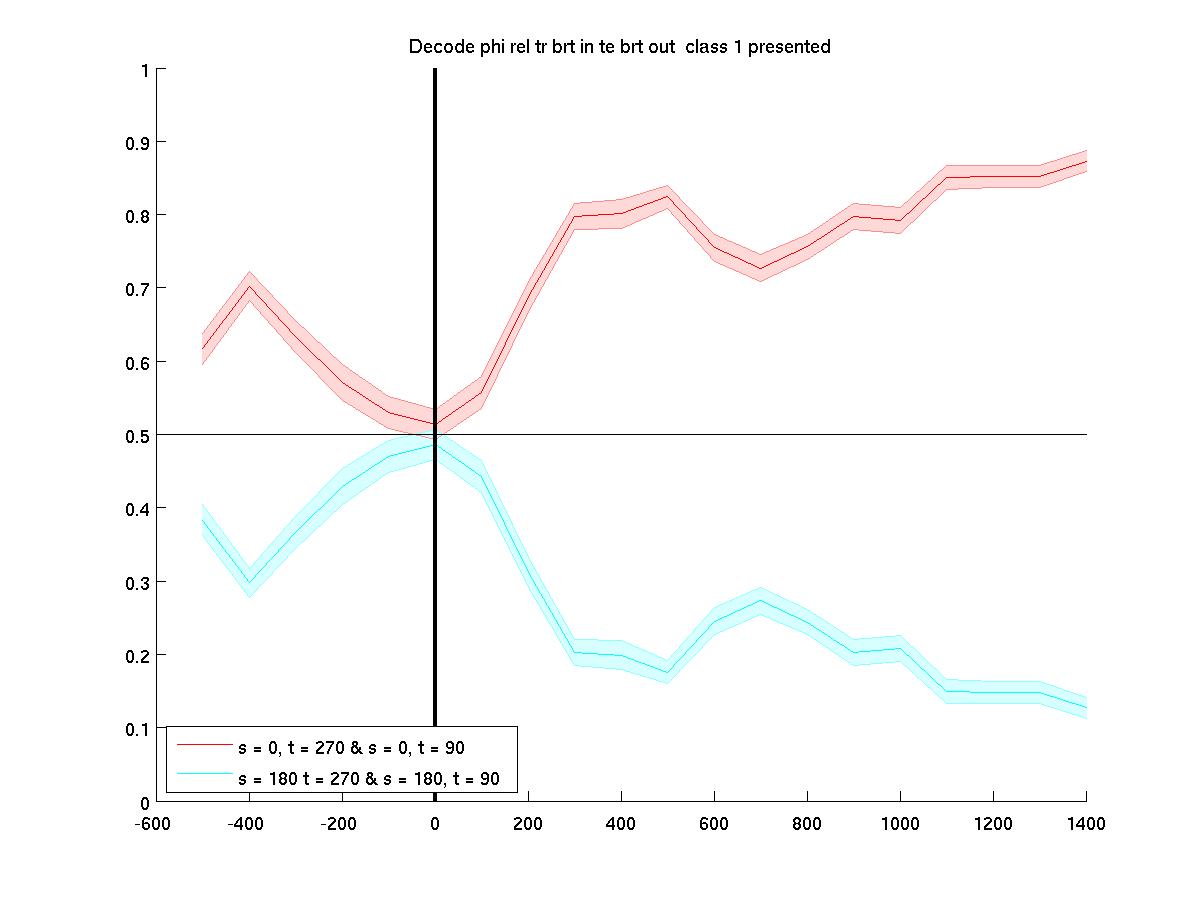 Decode phi rel tr brt in te brt out  class 1 presented
1
0.9
0.8
0.7
0.6
0.5
0.4
0.3
0.2
0.1
0
s = 0, t = 270 & s = 0, t = 90
s = 180 t = 270 & s = 180, t = 90
-600 -400 -200 0 200 400 600 800 1000 1200 1400